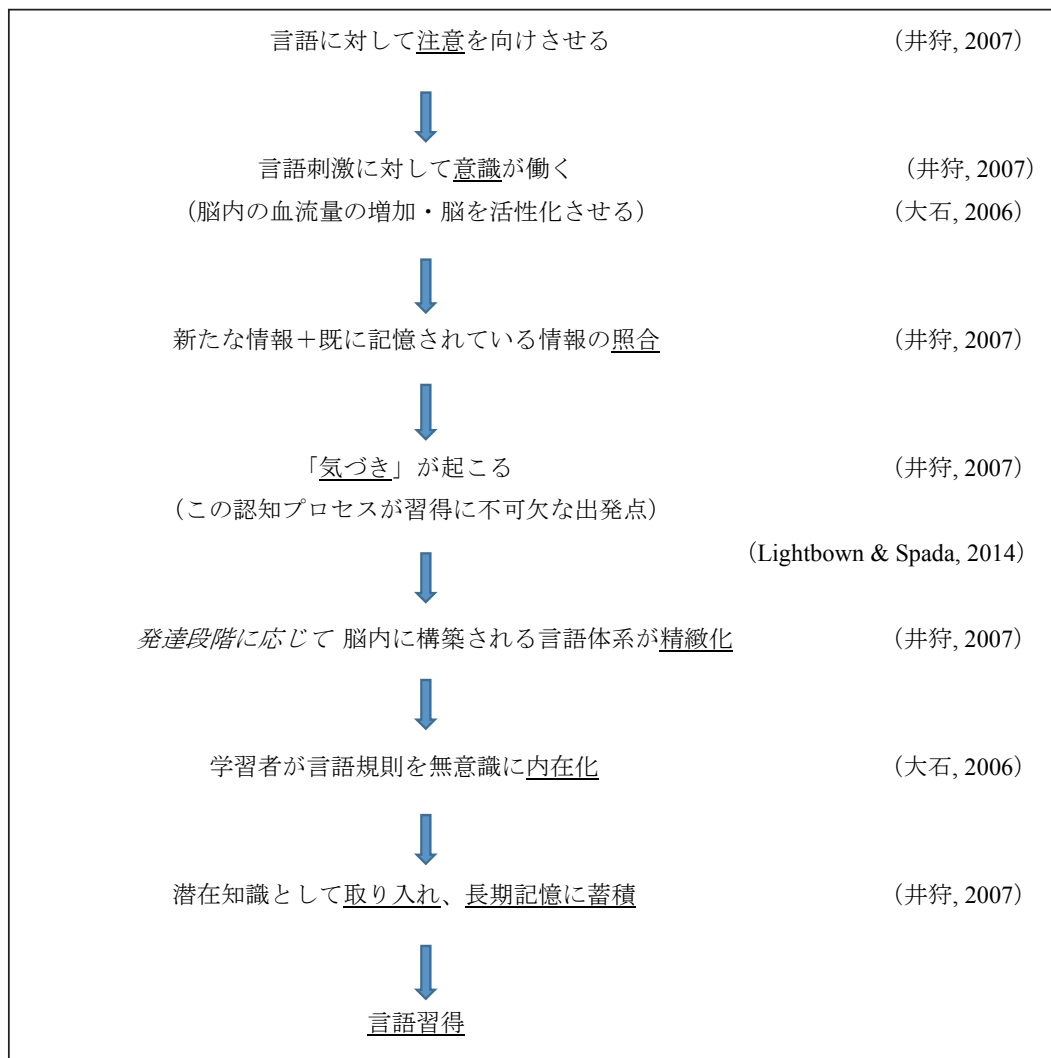 言語に対して注意を向けさせる （井狩, 2007）
言語刺激に対して意識が働く （井狩, 2007）
（脳内の血流量の増加・脳を活性化させる） （大石, 2006）
新たな情報＋既に記憶されている情報の照合 （井狩, 2007）
「気づき」が起こる （井狩, 2007）
（この認知プロセスが習得に不可欠な出発点）
（Lightbown & Spada, 2014）
発達段階に応じて 脳内に構築される言語体系が精緻化 （井狩, 2007）
学習者が言語規則を無意識に内在化 （大石, 2006）
潜在知識として取り入れ、長期記憶に蓄積 （井狩, 2007）
言語習得